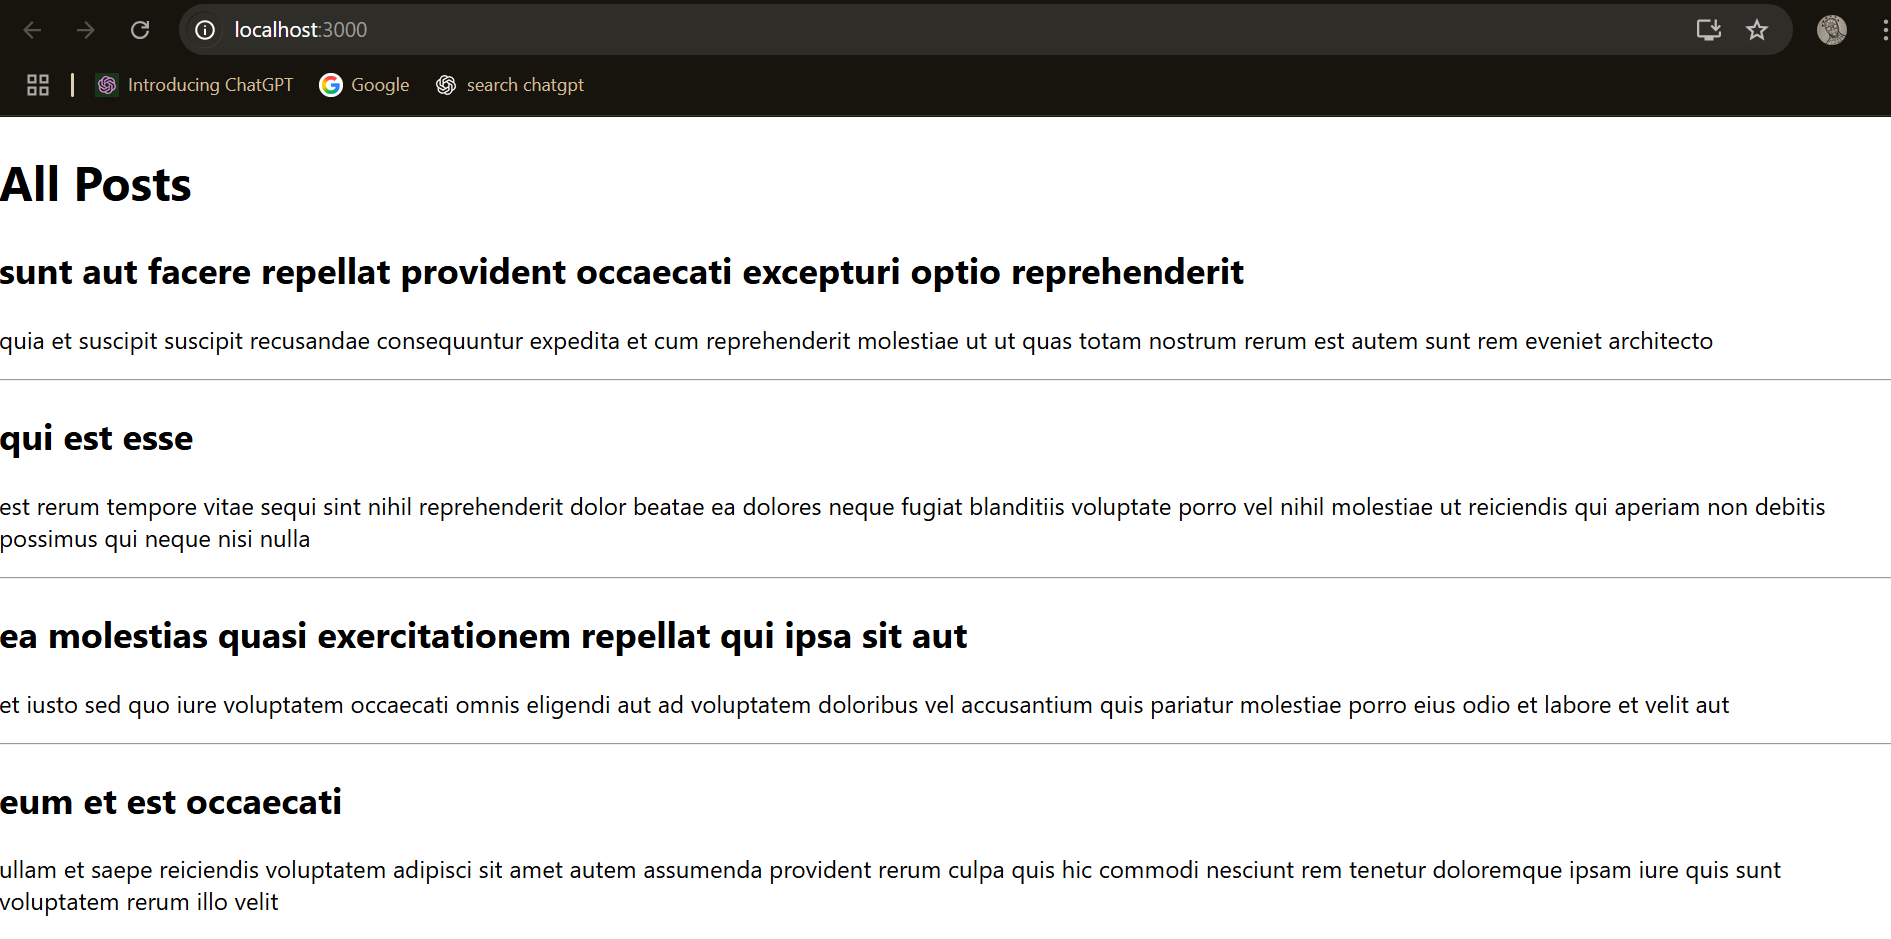 localhost:3000
Introducing ChatGPT Google search chatgpt
All Posts
sunt aut facere repellat provident occaecati excepturi optio reprehenderit
quia et suscipit suscipit recusandae consequuntur expedita et cum reprehenderit molestiae ut ut quas totam nostrum rerum est autem sunt rem eveniet architecto
qui est esse
est rerum tempore vitae sequi sint nihil reprehenderit dolor beatae ea dolores neque fugiat blanditiis voluptate porro vel nihil molestiae ut reiciendis qui aperiam non debitis
possimus qui neque nisi nulla
ea molestias quasi exercitationem repellat qui ipsa sit aut
et iusto sed quo iure voluptatem occaecati omnis eligendi aut ad voluptatem doloribus vel accusantium quis pariatur molestiae porro eius odio et labore et velit aut
eum et est occaecati
ullam et saepe reiciendis voluptatem adipisci sit amet autem assumenda provident rerum culpa quis hic commodi nesciunt rem tenetur doloremque ipsam iure quis sunt
voluptatem rerum illo velit